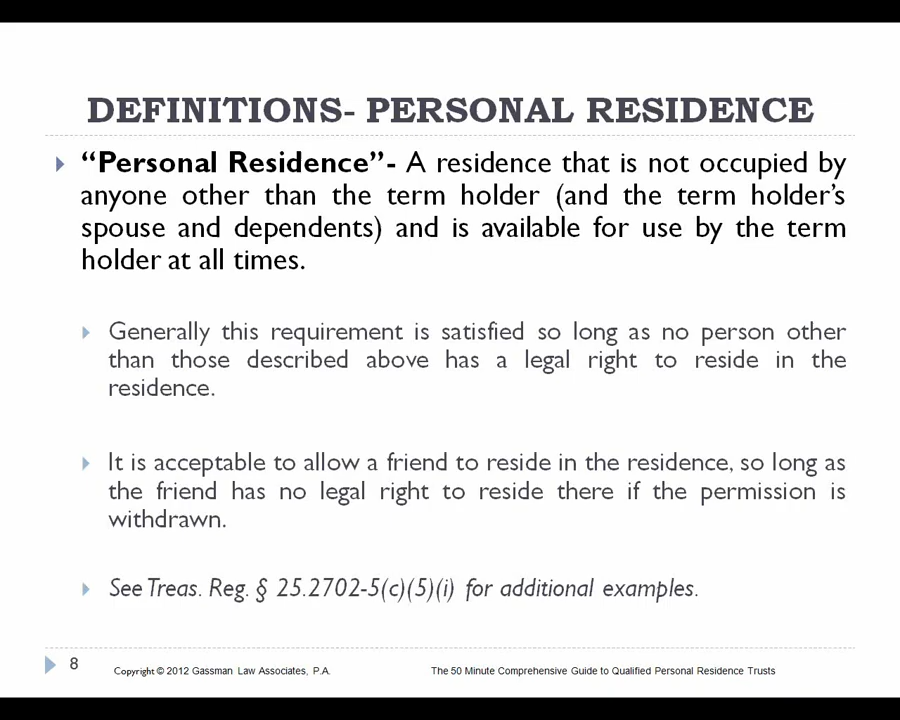 DEFINITIONS- PERSONAL RESIDENCE
“Personal Residence”- A residence that is not occupied by
anyone other than the term holder (and the term holder’s
spouse and dependents) and is available for use by the term
holder at all times.
Generally this requirement is satisfied so long as no person other
than those described above has a legal right to reside in the
residence.
It is acceptable to allow a friend to reside in the residence, so long as
the friend has no legal right to reside there if the permission is
withdrawn.
See Treas. Reg. § 25.2702-5(c)(5)(i) for additional examples.
8
Copyright © 2012 Gassman Law Associates, P.A.
The 50 Minute Comprehensive Guide to Qualified Personal Residence Trusts